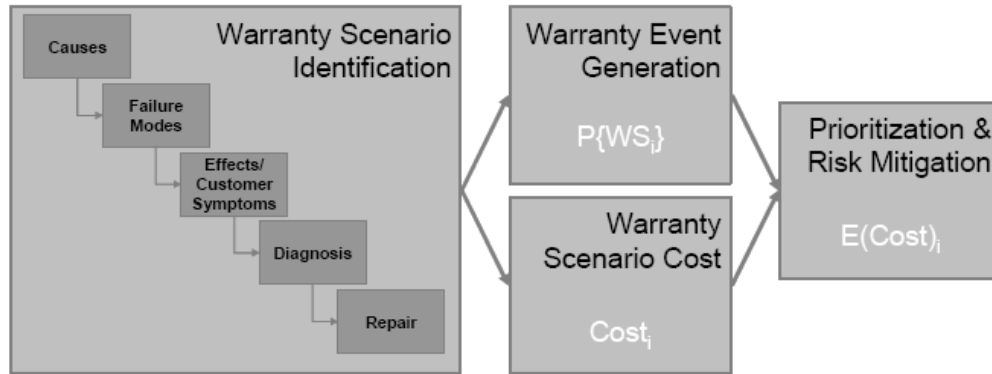 Warranty Scenario
Identification
Causes
Failure
Modes
Effects/
Customer
Symptoms
Diagnosis
Repair
Warranty Event
Generation
P{WSᵢ}
Warranty
Scenario Cost
Costᵢ
Prioritization &
Risk Mitigation
E(Cost)ᵢ